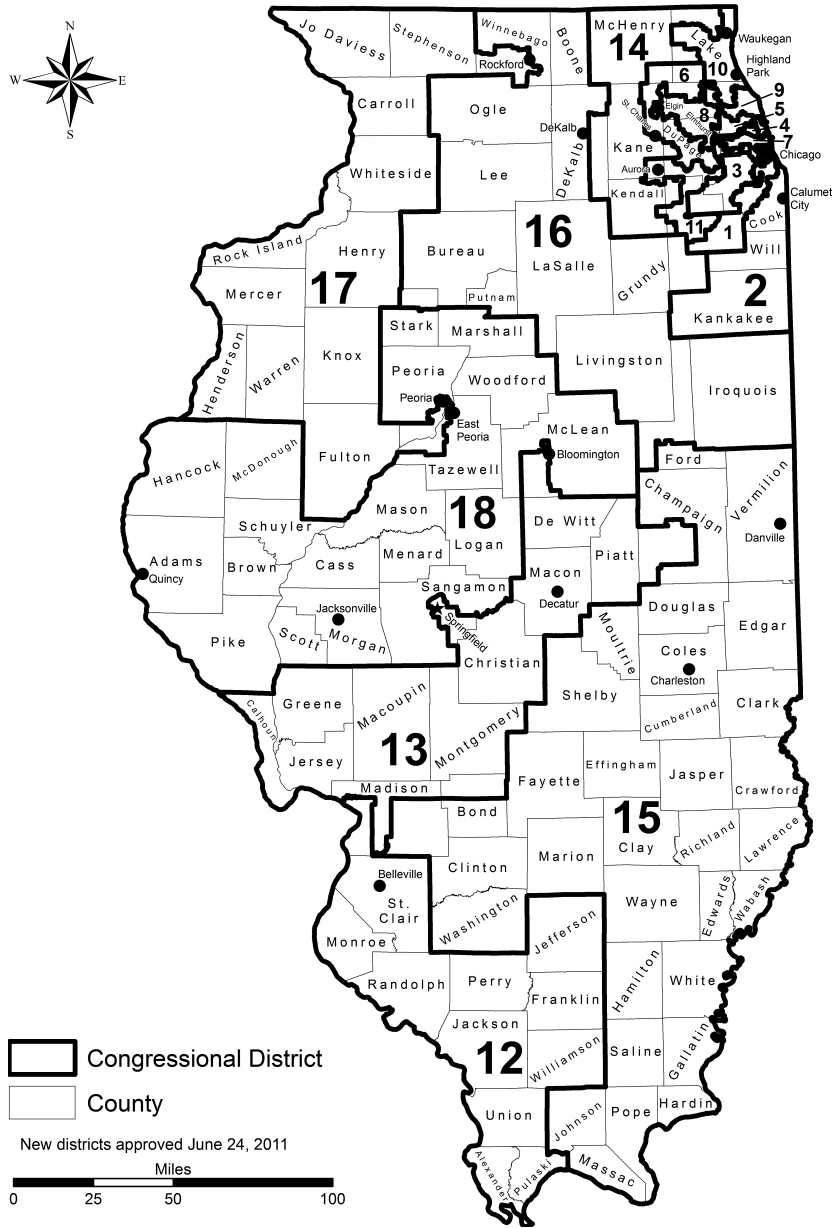 N
W
E
S
Jo Daviess
Stephenson
Winnebago
Boone
McHenry
Lake
Waukegan
14
Highland
Park
10
6
Rockford
Carroll
Ogle
DeKalb
DeKalb
Kane
St. Charles
Elgin
Elmhurst
DuPage
8
9
5
4
7
Chicago
3
Whiteside
Lee
Aurora
Kendall
Calumet
City
Cook
11
1
Will
Rock Island
Henry
Bureau
16
LaSalle
Grundy
2
Kankakee
Mercer
17
Putnam
Henderson
Warren
Knox
Stark
Marshall
Livingston
Iroquois
Peoria
Woodford
Peoria
East
Peoria
McLean
Bloomington
Hancock
McDonough
Fulton
Tazewell
Ford
Champaign
Vermilion
Danville
Mason
18
Logan
De Witt
Piatt
Schuyler
Adams
Quincy
Brown
Cass
Menard
Macon
Decatur
Sangamon
Springfield
Jacksonville
Scott
Morgan
Pike
Christian
Moultrie
Douglas
Edgar
Coles
Charleston
Shelby
Cumberland
Clark
Calhoun
Greene
Macoupin
Montgomery
13
Jersey
Madison
Fayette
Effingham
Jasper
Crawford
Bond
15
Clay
Richland
Lawrence
Clinton
Marion
Belleville
St.
Clair
Washington
Wayne
Edwards
Wabash
Jefferson
Monroe
Randolph
Perry
Franklin
Hamilton
White
Jackson
12
Williamson
Saline
Gallatin
Union
Johnson
Pope
Hardin
Alexander
Pulaski
Massac
Congressional District
County
New districts approved June 24, 2011
Miles
0 25 50 100